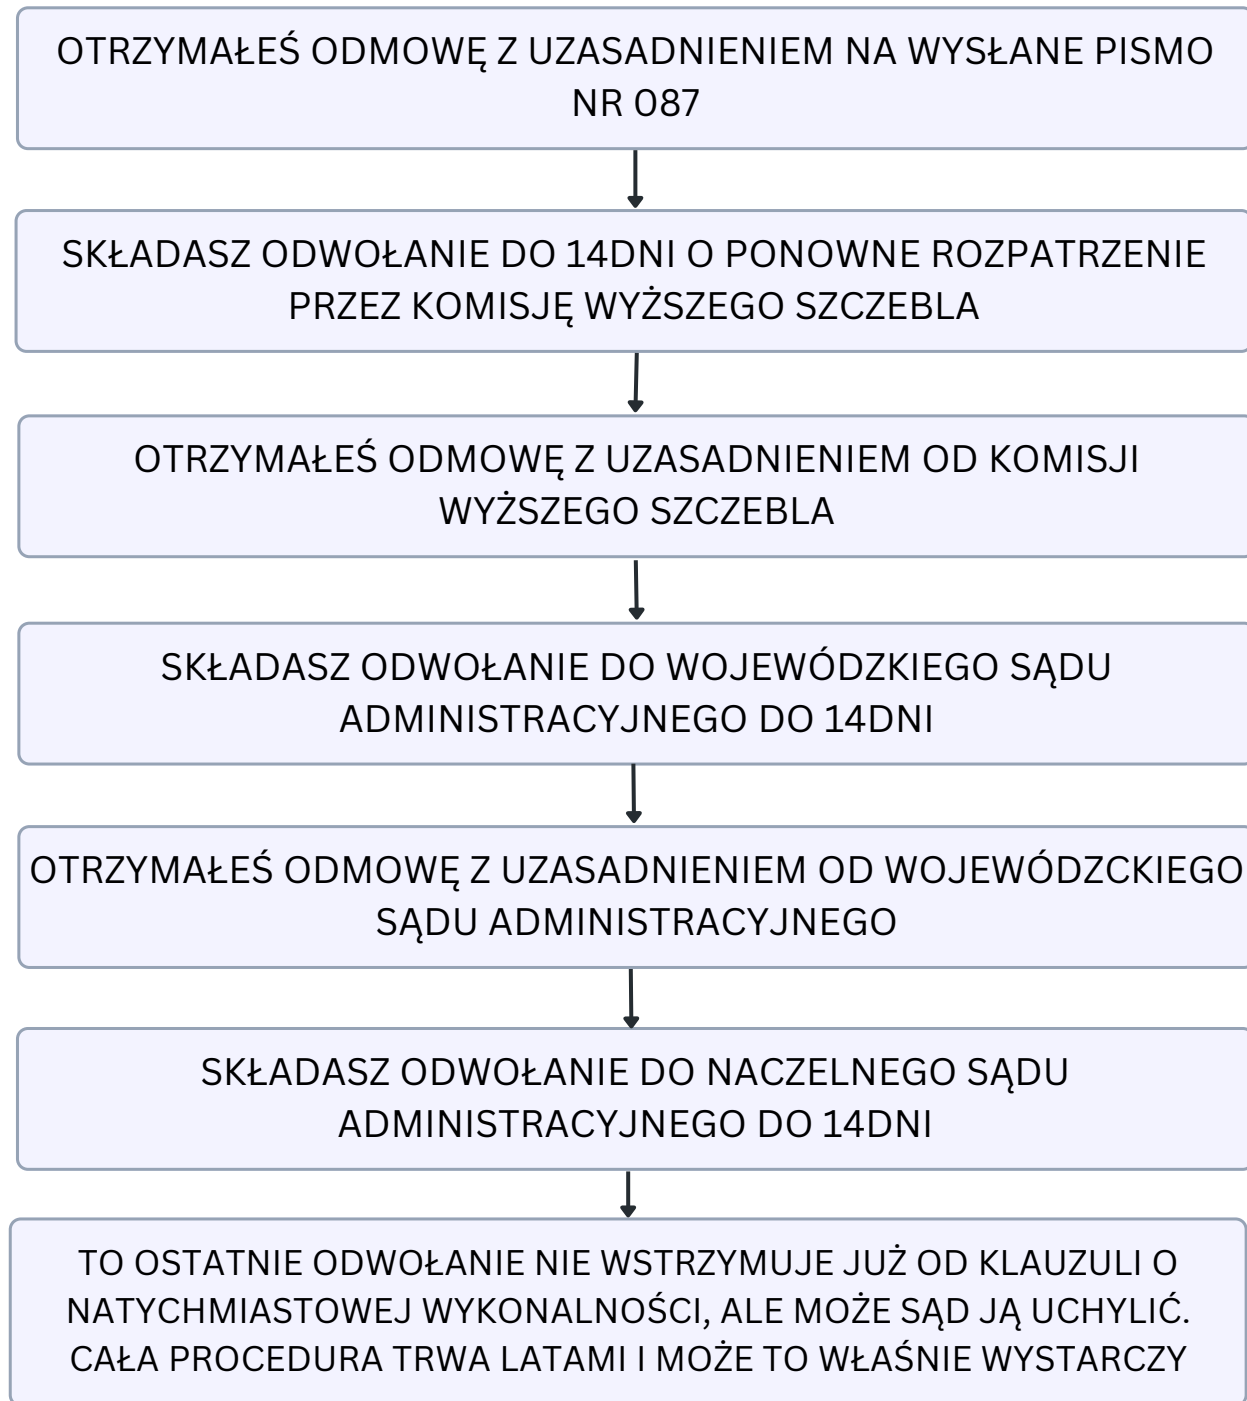 OTRZYMAŁEŚ ODMOWĘ Z UZASADNIENIEM NA WYSŁANE PISMO
NR 087
SKŁADASZ ODWOŁANIE DO 14DNI O PONOWNE ROZPATRZENIE
PRZEZ KOMISJĘ WYŻSZEGO SZCZEBLA
OTRZYMAŁEŚ ODMOWĘ Z UZASADNIENIEM OD KOMISJI
WYŻSZEGO SZCZEBLA
SKŁADASZ ODWOŁANIE DO WOJEWÓDZKIEGO SĄDU
ADMINISTRACYJNEGO DO 14DNI
OTRZYMAŁEŚ ODMOWĘ Z UZASADNIENIEM OD WOJEWÓDZCKIEGO
SĄDU ADMINISTRACYJNEGO
SKŁADASZ ODWOŁANIE DO NACZELNEGO SĄDU
ADMINISTRACYJNEGO DO 14DNI
TO OSTATNIE ODWOŁANIE NIE WSTRZYMUJE JUŻ OD KLAUZULI O
NATYCHMIASTOWEJ WYKONALNOŚCI, ALE MOŻE SĄD JĄ UCHYLIĆ.
CAŁA PROCEDURA TRWA LATAMI I MOŻE TO WŁAŚNIE WYSTARCZY